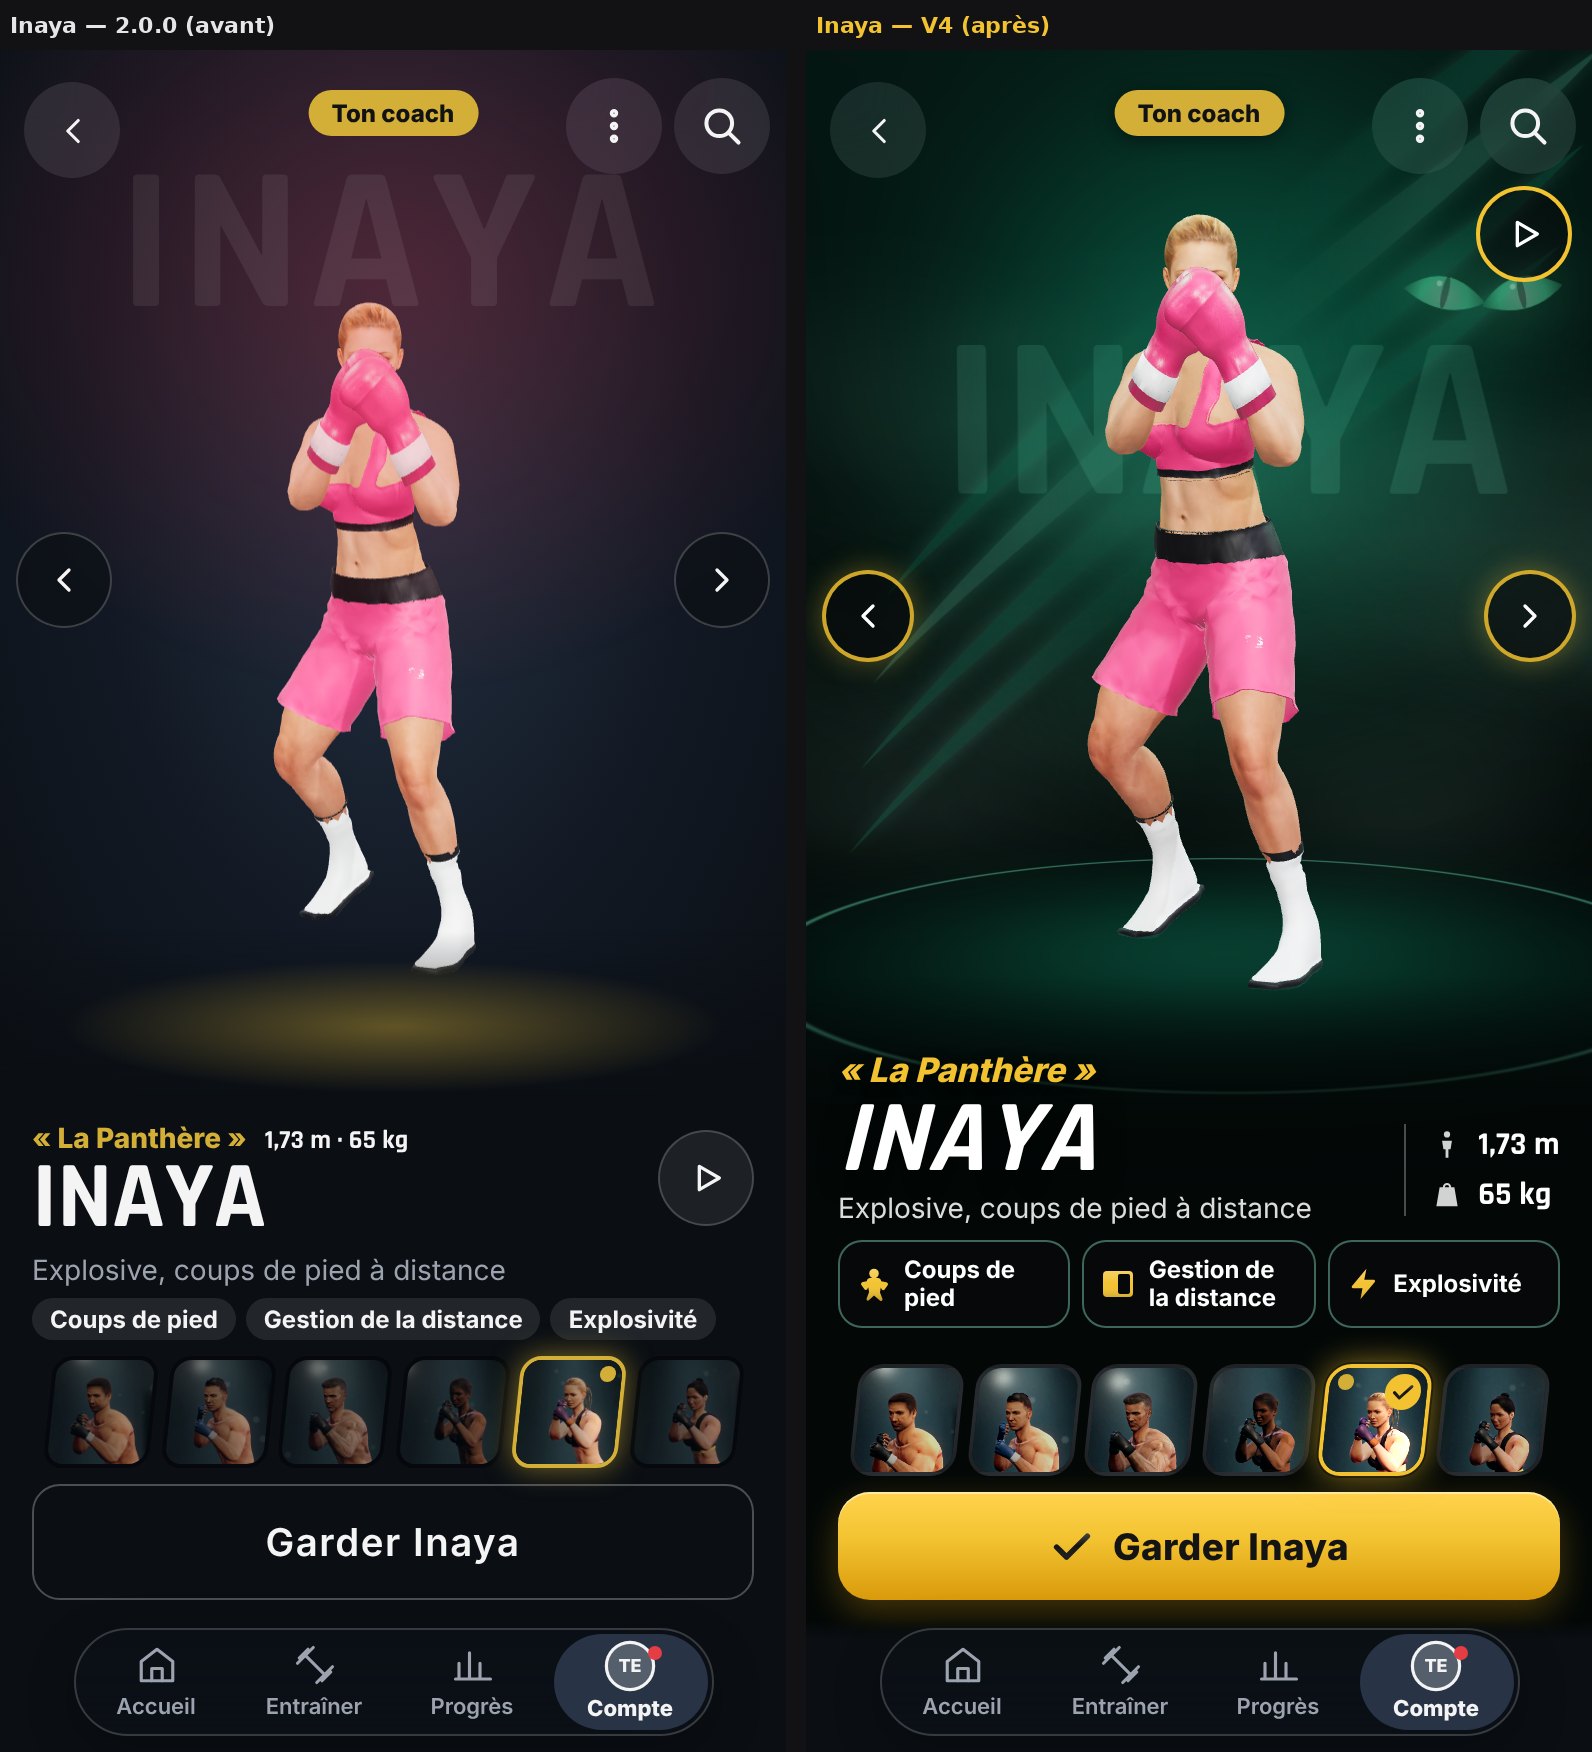 Inaya — 2.0.0 (avant)
Ton coach
INAYA
« La Panthère » 1,73 m · 65 kg
INAYA
Explosive, coups de pied à distance
Coups de pied
Gestion de la distance
Explosivité
Garder Inaya
Accueil
Entraîner
Progrès
TE
Compte
Inaya — V4 (après)
Ton coach
INAYA
« La Panthère »
INAYA
1,73 m
65 kg
Explosive, coups de pied à distance
Coups de
pied
Gestion de
la distance
Explosivité
Garder Inaya
Accueil
Entraîner
Progrès
TE
Compte